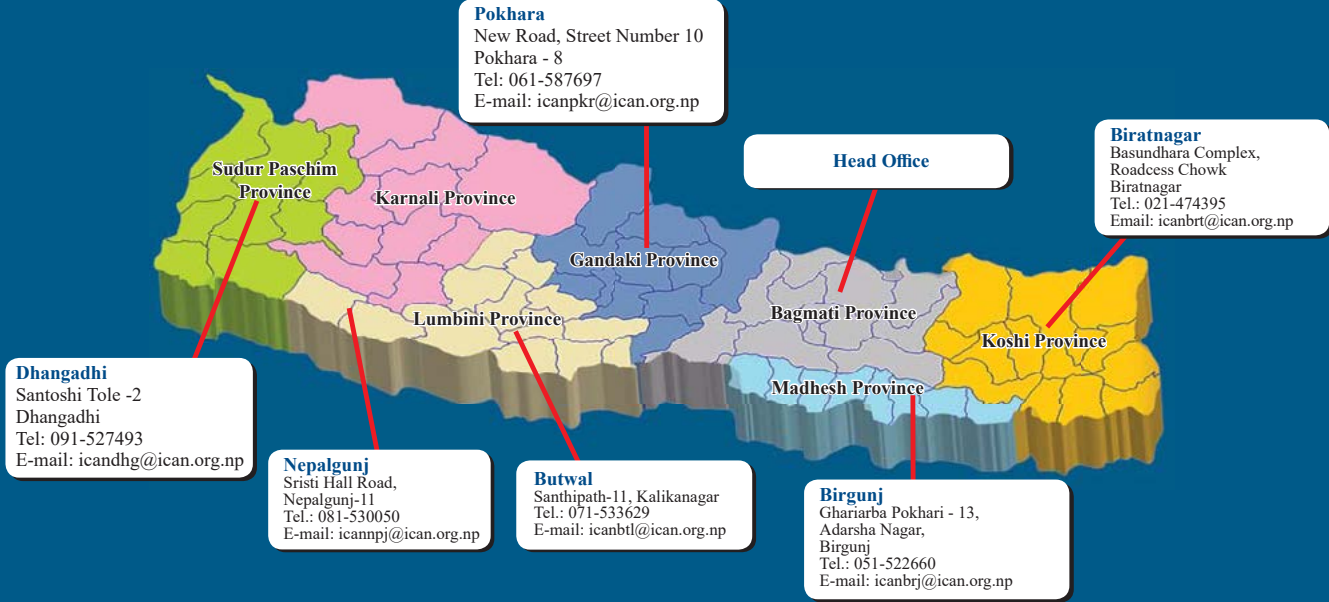 Pokhara
New Road, Street Number 10
Pokhara - 8
Tel: 061-587697
E-mail: icanpkr@ican.org.np
Head Office
Biratnagar
Basundhara Complex,
Roadcess Chowk
Biratnagar
Tel.: 021-474395
Email: icanbrt@ican.org.np
Sudur Paschim
Province
Karnali Province
Gandaki Province
Lumbini Province
Bagmati Province
Koshi Province
Madhesh Province
Dhangadhi
Santoshi Tole -2
Dhangadhi
Tel: 091-527493
E-mail: icandhg@ican.org.np
Nepalgunj
Sristi Hall Road,
Nepalgunj-11
Tel.: 081-530050
E-mail: icannpj@ican.org.np
Butwal
Santhipath-11, Kalikanagar
Tel.: 071-533629
E-mail: icanbtl@ican.org.np
Birgunj
Ghariarba Pokhari - 13,
Adarsha Nagar,
Birgunj
Tel.: 051-522660
E-mail: icanbrj@ican.org.np